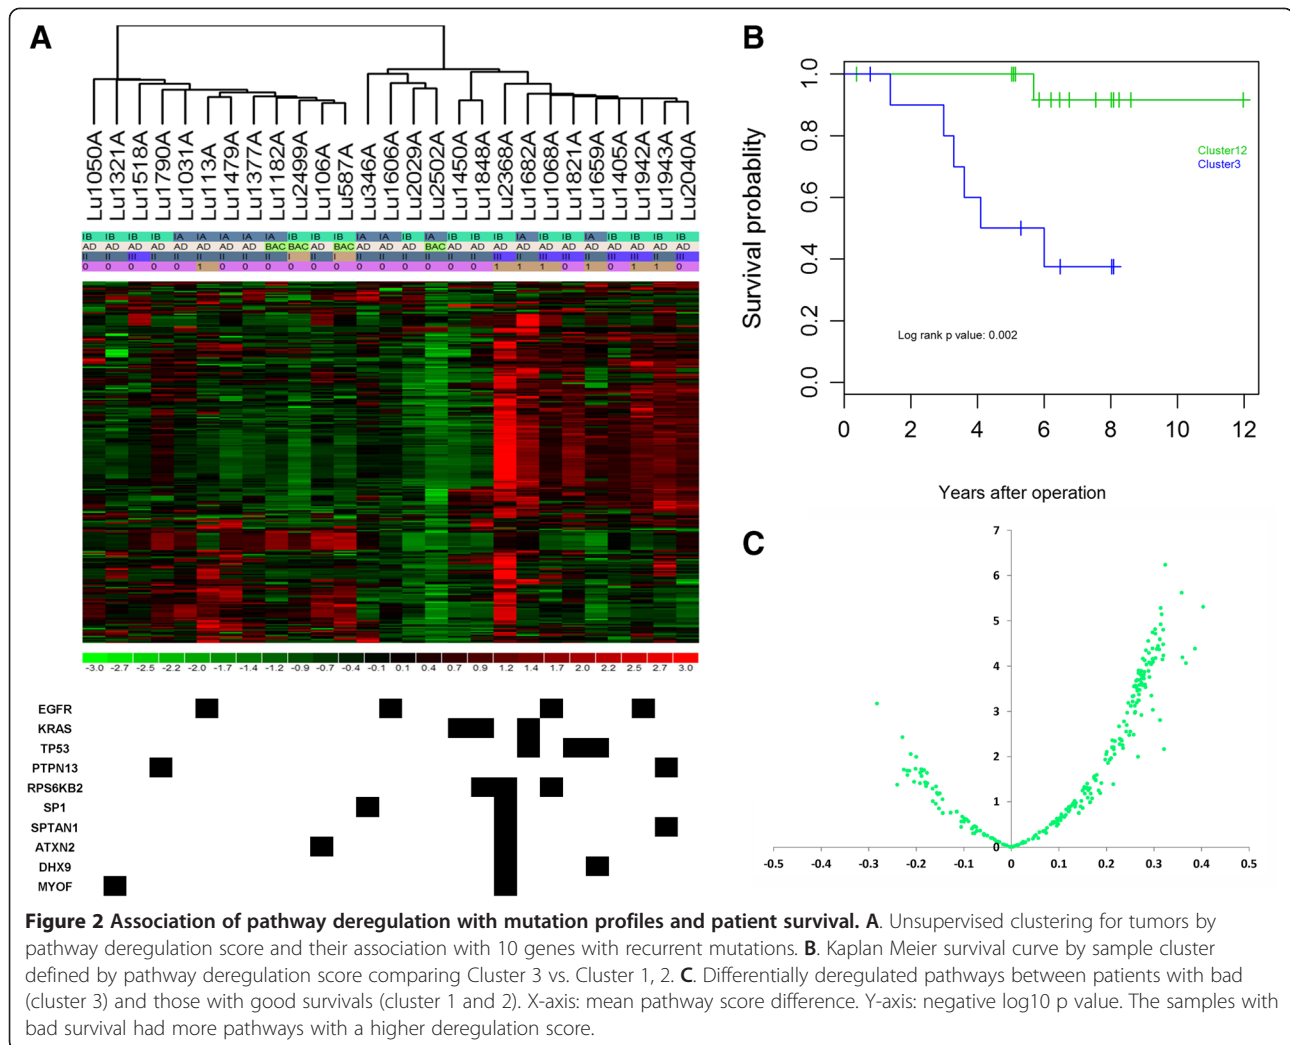 A
B
C
Lu1050A
Lu1321A
Lu1518A
Lu1790A
Lu1031A
Lu113A
Lu1479A
Lu1377A
Lu1182A
Lu2499A
Lu106A
Lu587A
Lu346A
Lu1606A
Lu2029A
Lu2502A
Lu1450A
Lu1848A
Lu2368A
Lu1682A
Lu1068A
Lu1821A
Lu1659A
Lu1405A
Lu1942A
Lu1943A
Lu2040A
-3.0 -2.7 -2.5 -2.2 -2.0 -1.7 -1.4 -1.2 -0.9 -0.6 -0.4 -0.1 0.1 0.4 0.7 0.9 1.2 1.4 1.7 2.0 2.2 2.5 2.7 3.0
EGFR
KRAS
TP53
PTPN13
RPS6KB2
SP1
SPTAN1
ATXN2
DHX9
MYOF
Survival probablity
1.0
0.8
0.6
0.4
0.2
0.0
Cluster12
Cluster3
Log rank p value: 0.002
0 2 4 6 8 10 12
Years after operation
7
6
5
4
3
2
1
0
-0.5 -0.4 -0.3 -0.2 -0.1 0 0.1 0.2 0.3 0.4 0.5
Figure 2 Association of pathway deregulation with mutation profiles and patient survival. A. Unsupervised clustering for tumors by
pathway deregulation score and their association with 10 genes with recurrent mutations. B. Kaplan Meier survival curve by sample cluster
defined by pathway deregulation score comparing Cluster 3 vs. Cluster 1, 2. C. Differentially deregulated pathways between patients with bad
(cluster 3) and those with good survivals (cluster 1 and 2). X-axis: mean pathway score difference. Y-axis: negative log10 p value. The samples with
bad survival had more pathways with a higher deregulation score.